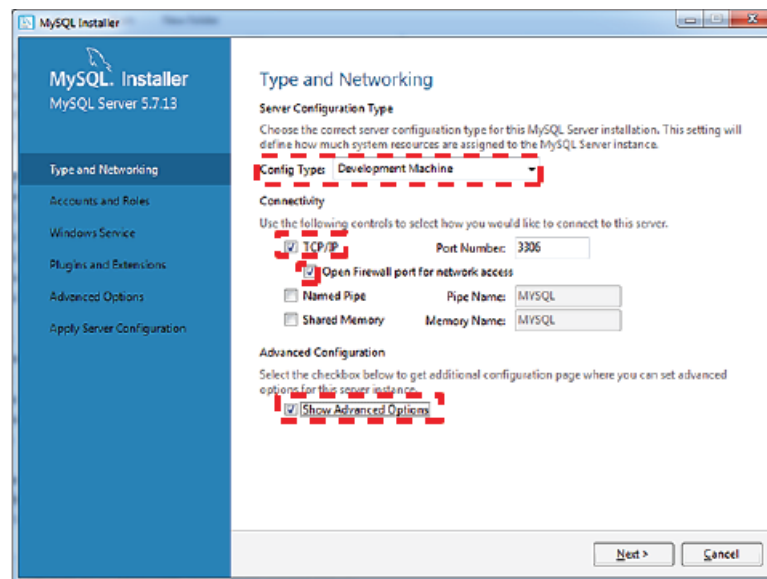 MySQL Installer
MySQL. Installer
MySQL Server 5.7.13
Type and Networking
Accounts and Roles
Windows Service
Plugins and Extensions
Advanced Options
Apply Server Configuration
Type and Networking
Server Configuration Type
Choose the correct server configuration type for this MySQL Server installation. This setting will
define how much system resources are assigned to the MySQL Server instance.
Config Type: Development Machine
Connectivity
Use the following controls to select how you would like to connect to this server.
TCP/IP Port Number: 3306
Open Firewall port for network access
Named Pipe Pipe Name: MYSQL
Shared Memory Memory Name: MYSQL
Advanced Configuration
Select the checkbox below to get additional configuration page where you can set advanced
options for this server instance.
Show Advanced Options
Next > Cancel